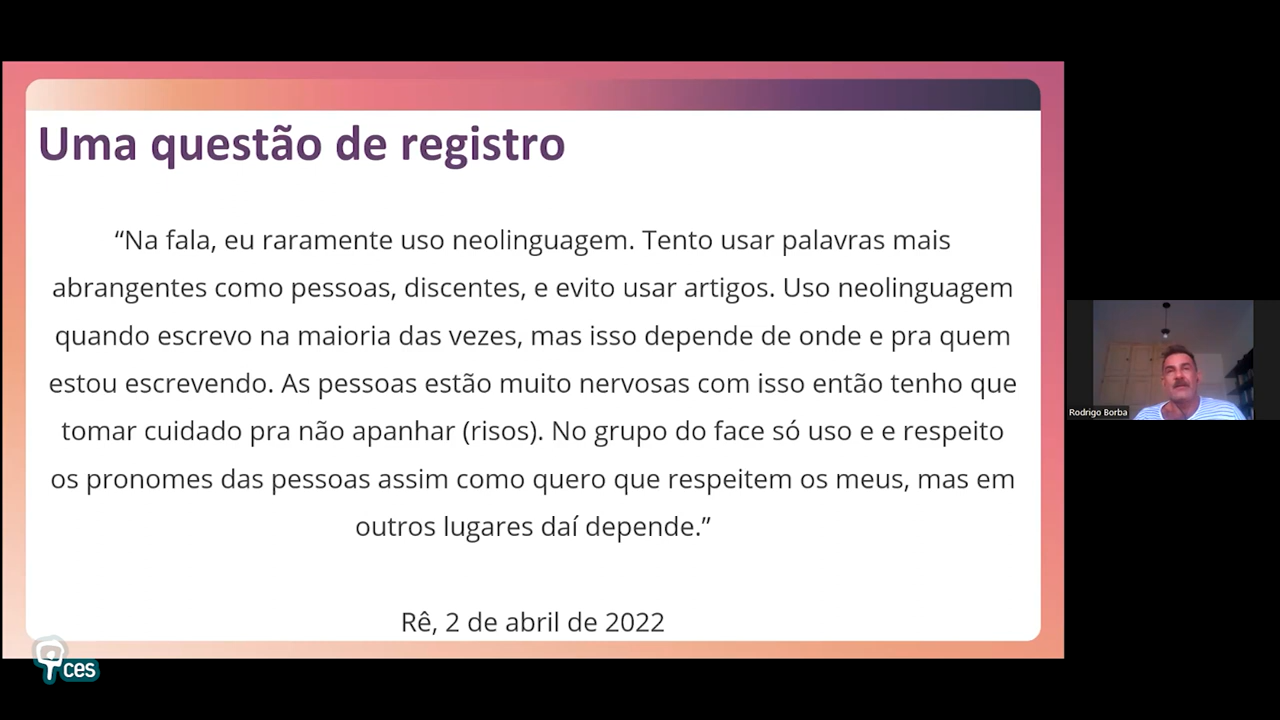 Uma questão de registro
“Na fala, eu raramente uso neolinguagem. Tento usar palavras mais
abrangentes como pessoas, discentes, e evito usar artigos. Uso neolinguagem
quando escrevo na maioria das vezes, mas isso depende de onde e pra quem
estou escrevendo. As pessoas estão muito nervosas com isso então tenho que
tomar cuidado pra não apanhar (risos). No grupo do face só uso e e respeito
os pronomes das pessoas assim como quero que respeitem os meus, mas em
outros lugares daí depende.”
Rê, 2 de abril de 2022
Rodrigo Borba
ces